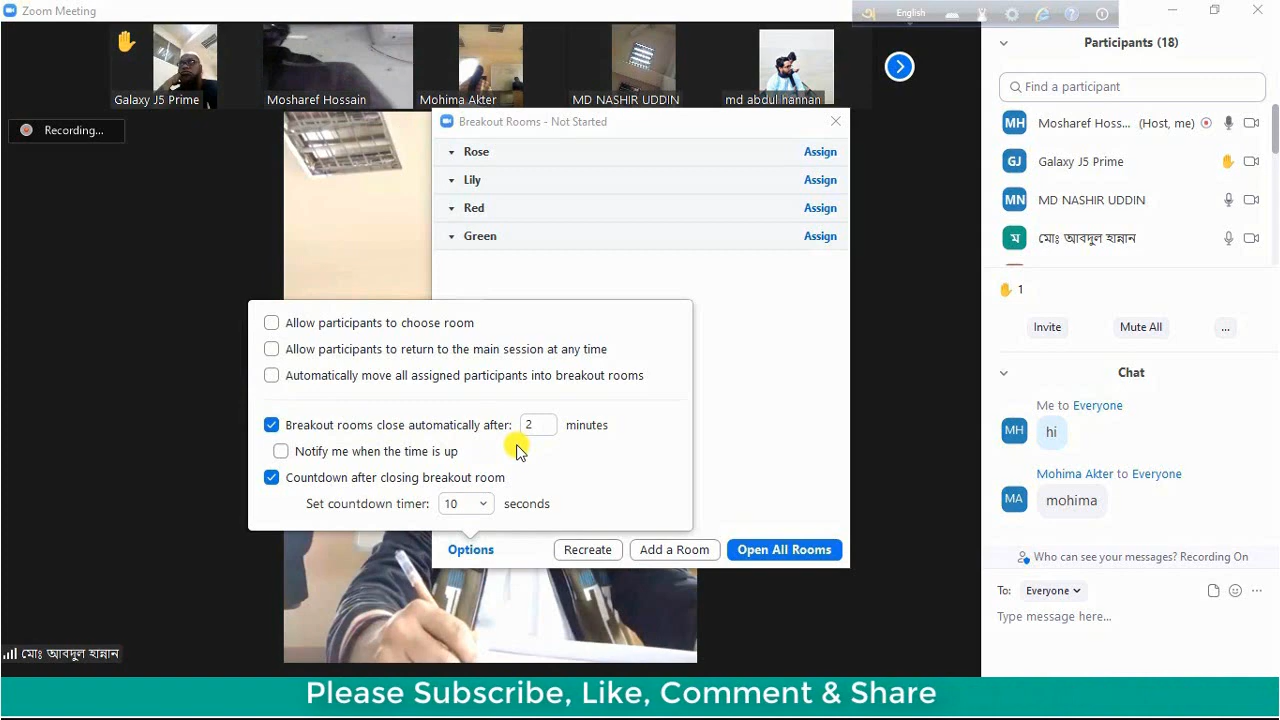 Zoom Meeting
অ English
Galaxy J5 Prime
Mosharef Hossain
Mohima Akter
MD NASHIR UDDIN
md abdul hannan
Recording...
Breakout Rooms - Not Started
Rose Assign
Lily Assign
Red Assign
Green Assign
Allow participants to choose room
Allow participants to return to the main session at any time
Automatically move all assigned participants into breakout rooms
Breakout rooms close automatically after: 2 minutes
Notify me when the time is up
Countdown after closing breakout room
Set countdown timer: 10 seconds
Options Recreate Add a Room Open All Rooms
মোঃ আবদুল হান্নান
Participants (18)
Find a participant
MH Mosharef Hoss... (Host, me)
GJ Galaxy J5 Prime
MN MD NASHIR UDDIN
ম মোঃ আবদুল হান্নান
1
Invite Mute All ...
Chat
Me to Everyone
MH hi
Mohima Akter to Everyone
MA mohima
Who can see your messages? Recording On
To: Everyone
Type message here...
Please Subscribe, Like, Comment & Share